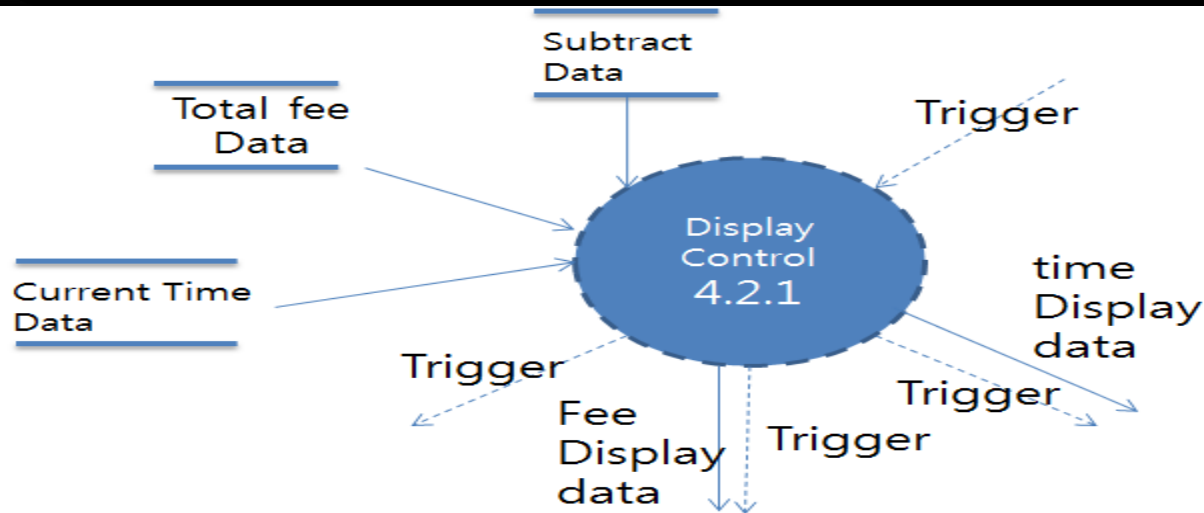 Subtract
Data
Total fee
Data
Trigger
Display
Control
4.2.1
Current Time
Data
time
Display
data
Trigger
Trigger
Fee
Display
data
Trigger